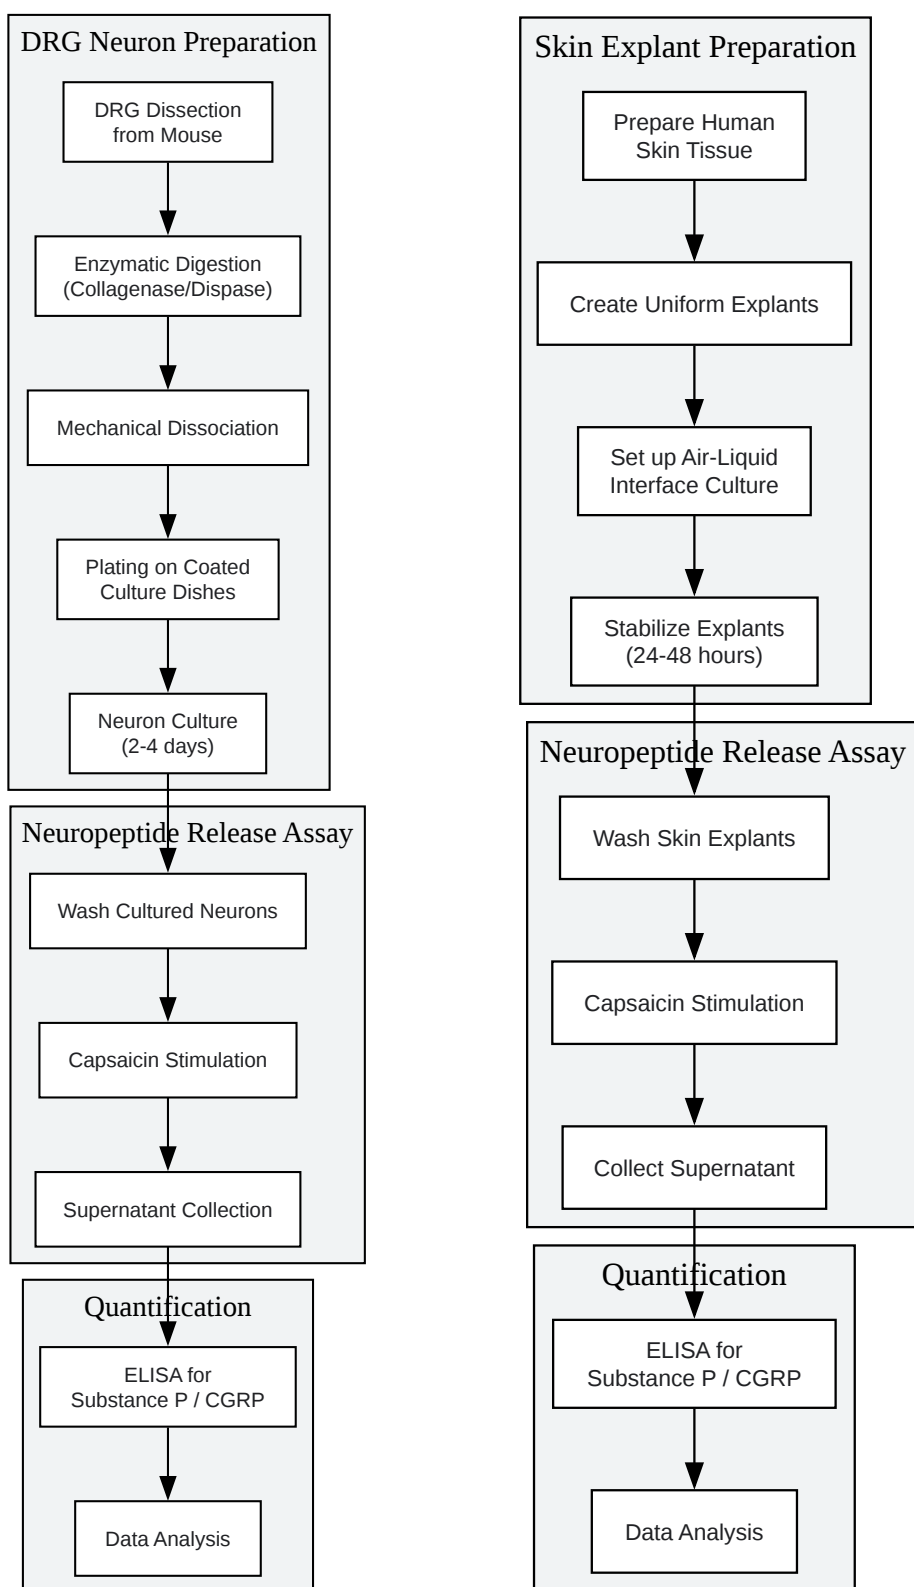 DRG Neuron Preparation
DRG Dissection
from Mouse
Enzymatic Digestion
(Collagenase/Dispase)
Mechanical Dissociation
Plating on Coated
Culture Dishes
Neuron Culture
(2-4 days)
Neuropeptide Release Assay
Wash Cultured Neurons
Capsaicin Stimulation
Supernatant Collection
Quantification
ELISA for
Substance P / CGRP
Data Analysis
Skin Explant Preparation
Prepare Human
Skin Tissue
Create Uniform Explants
Set up Air-Liquid
Interface Culture
Stabilize Explants
(24-48 hours)
Neuropeptide Release Assay
Wash Skin Explants
Capsaicin Stimulation
Collect Supernatant
Quantification
ELISA for
Substance P / CGRP
Data Analysis